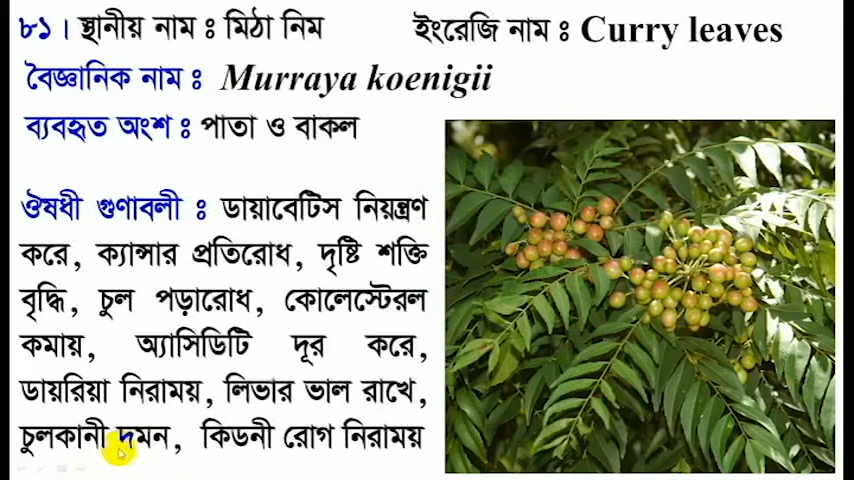 ৮১। স্থানীয় নাম ঃ মিঠা নিম ইংরেজি নাম ঃ Curry leaves
বৈজ্ঞানিক নাম ঃ Murraya koenigii
ব্যবহৃত অংশ ঃ পাতা ও বাকল
ঔষধী গুণাবলী ঃ ডায়াবেটিস নিয়ন্ত্রণ
করে, ক্যান্সার প্রতিরোধ, দৃষ্টি শক্তি
বৃদ্ধি, চুল পড়ারোধ, কোলেস্টেরল
কমায়, অ্যাসিডিটি দূর করে,
ডায়রিয়া নিরাময়, লিভার ভাল রাখে,
চুলকানী দমন, কিডনী রোগ নিরাময়